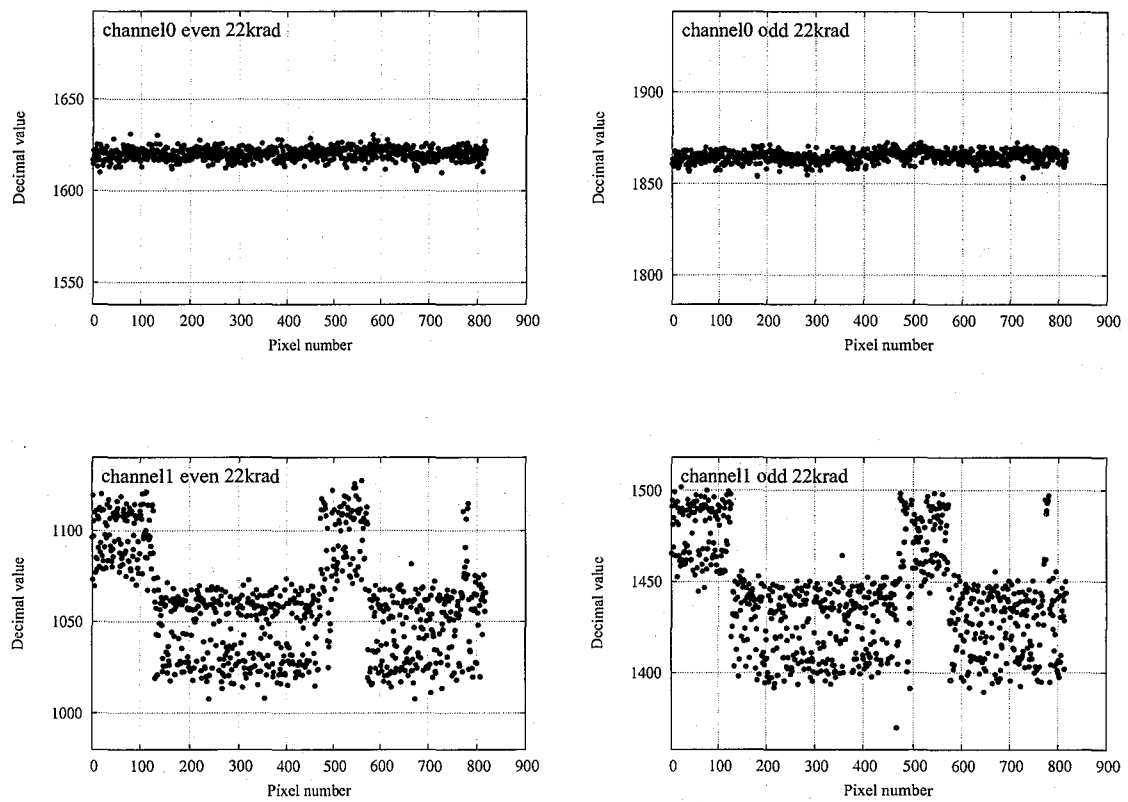 channel0 even 22krad
1650
1600
1550
Decimal value
0 100 200 300 400 500 600 700 800 900
Pixel number
channel0 odd 22krad
1900
1850
1800
Decimal value
0 100 200 300 400 500 600 700 800 900
Pixel number
channel1 even 22krad
1100
1050
1000
Decimal value
0 100 200 300 400 500 600 700 800 900
Pixel number
channel1 odd 22krad
1500
1450
1400
Decimal value
0 100 200 300 400 500 600 700 800 900
Pixel number